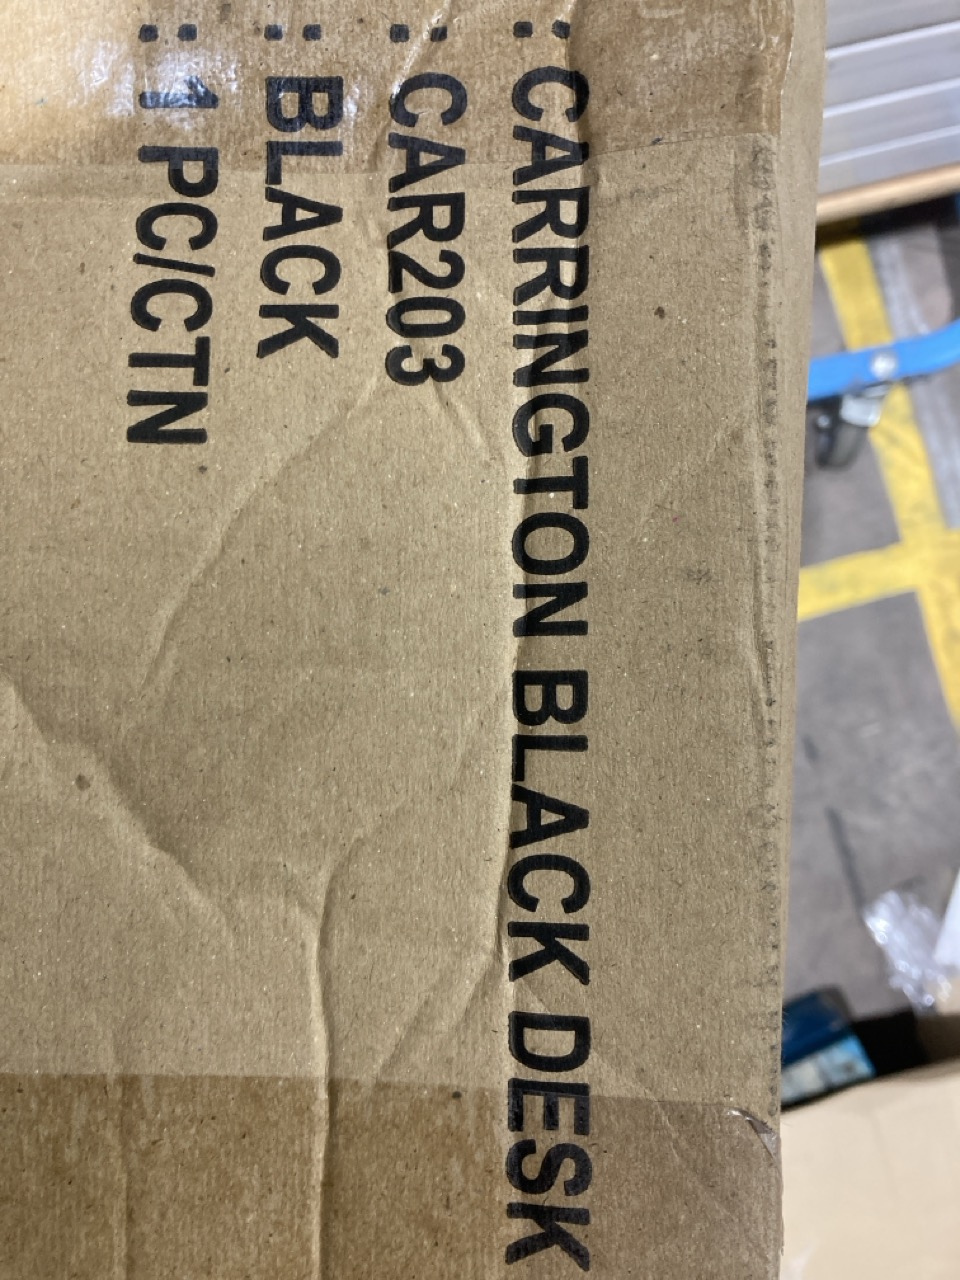 : CARRINGTON BLACK DESK
: CAR203
: BLACK
: 1 PC/CTN